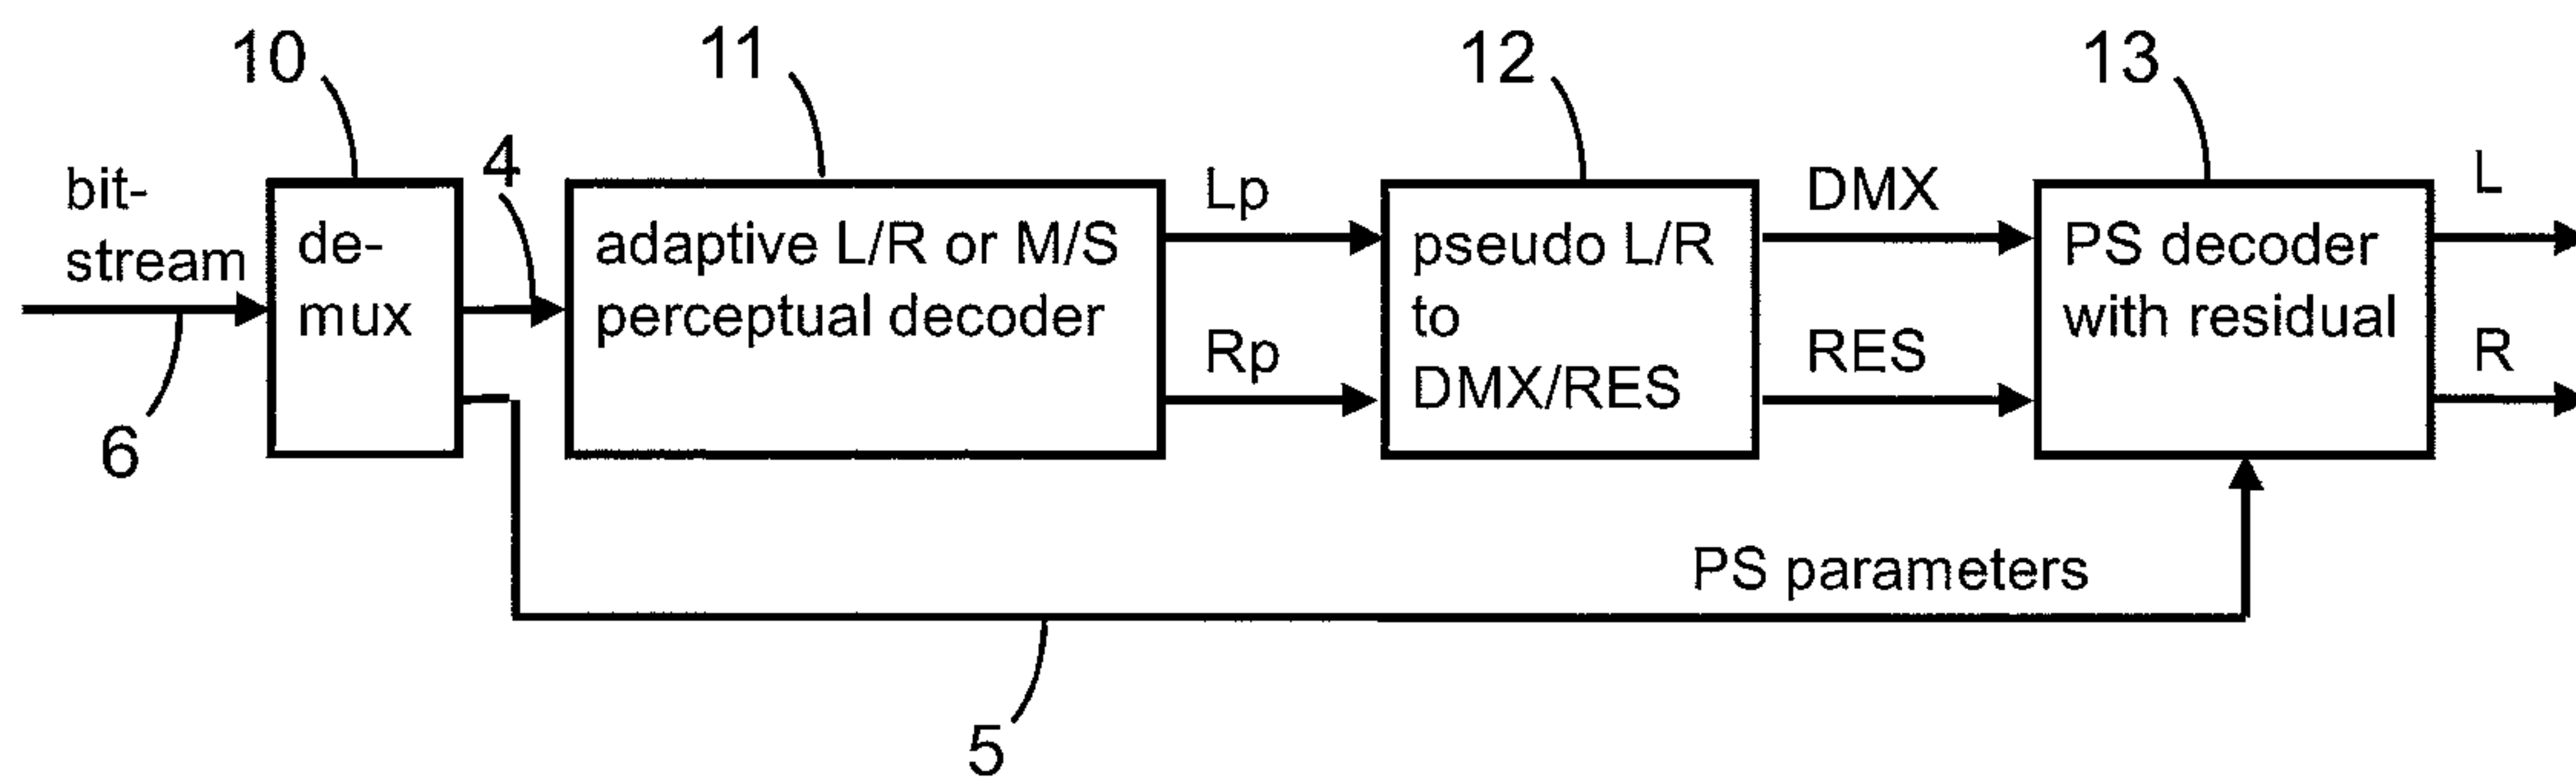 10
11
12
13
4
bit-
stream
de-
mux
adaptive L/R or M/S
perceptual decoder
Lp
Rp
pseudo L/R
to
DMX/RES
DMX
RES
PS decoder
with residual
L
R
6
PS parameters
5